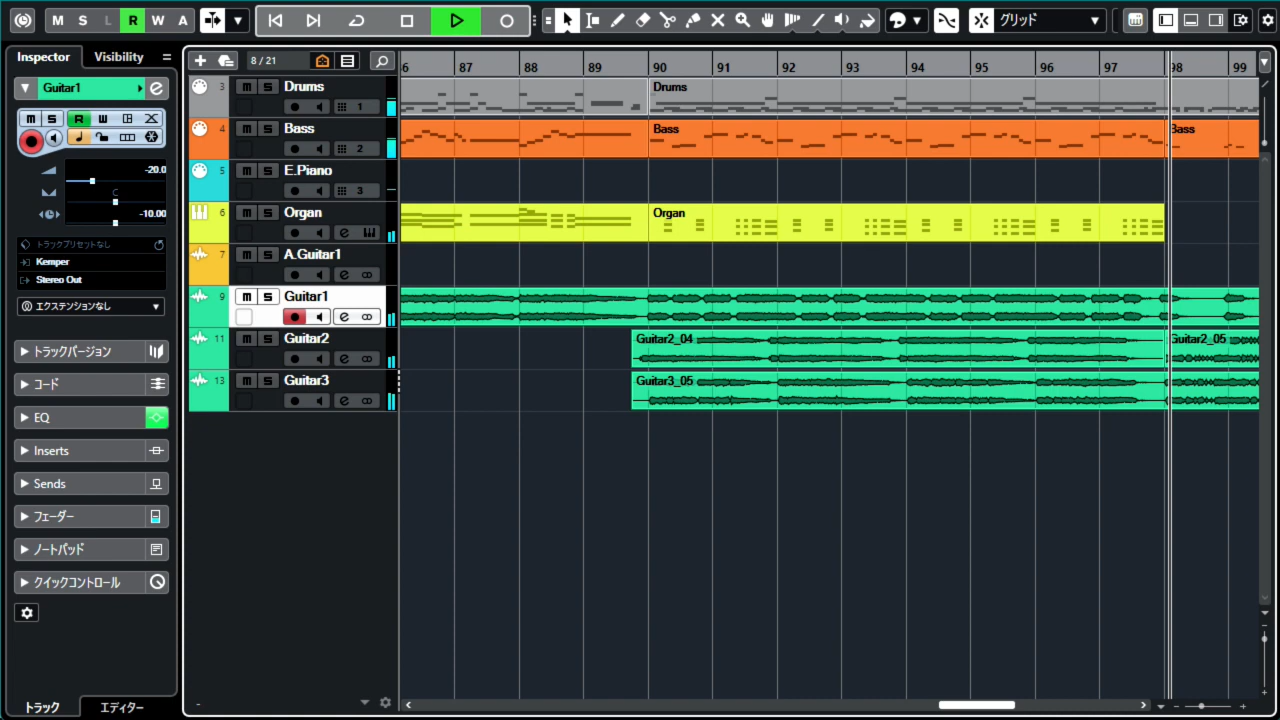 M S L R W A
グリッド
Inspector Visibility
8 / 21
6 87 88 89 90 91 92 93 94 95 96 97 98 99
Guitar1
M S R W
-20.0
C
-10.00
トラックプリセットなし
Kemper
Stereo Out
エクステンションなし
トラックバージョン
コード
EQ
Inserts
Sends
フェーダー
ノートパッド
クイックコントロール
トラック エディター
3 m S Drums
1
4 m S Bass
2
5 m S E.Piano
3
6 m S Organ
e
7 m S A.Guitar1
e
9 m S Guitar1
e
11 m S Guitar2
e
13 m S Guitar3
e
Drums
Bass Bass
Organ
Guitar2_04 Guitar2_05
Guitar3_05